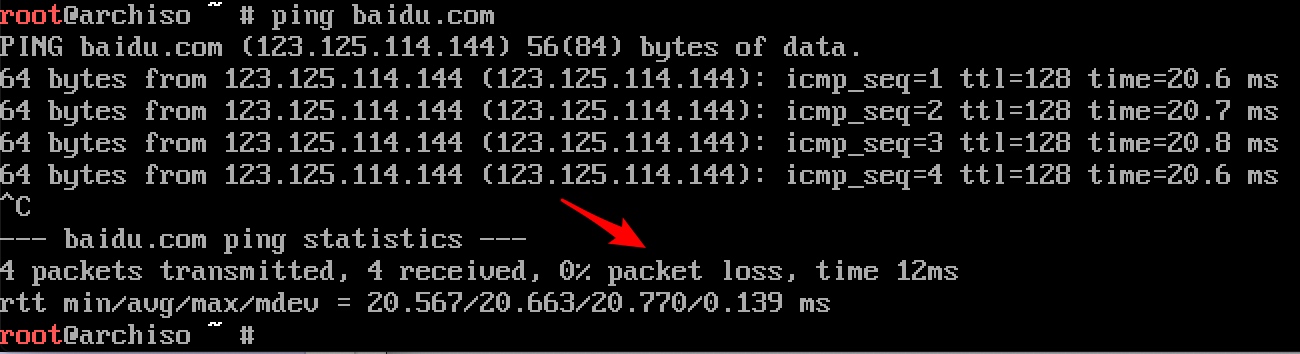 root@archiso ~ # ping baidu.com
PING baidu.com (123.125.114.144) 56(84) bytes of data.
64 bytes from 123.125.114.144 (123.125.114.144): icmp_seq=1 ttl=128 time=20.6 ms
64 bytes from 123.125.114.144 (123.125.114.144): icmp_seq=2 ttl=128 time=20.7 ms
64 bytes from 123.125.114.144 (123.125.114.144): icmp_seq=3 ttl=128 time=20.8 ms
64 bytes from 123.125.114.144 (123.125.114.144): icmp_seq=4 ttl=128 time=20.6 ms
^C
--- baidu.com ping statistics ---
4 packets transmitted, 4 received, 0% packet loss, time 12ms
rtt min/avg/max/mdev = 20.567/20.663/20.770/0.139 ms
root@archiso ~ #